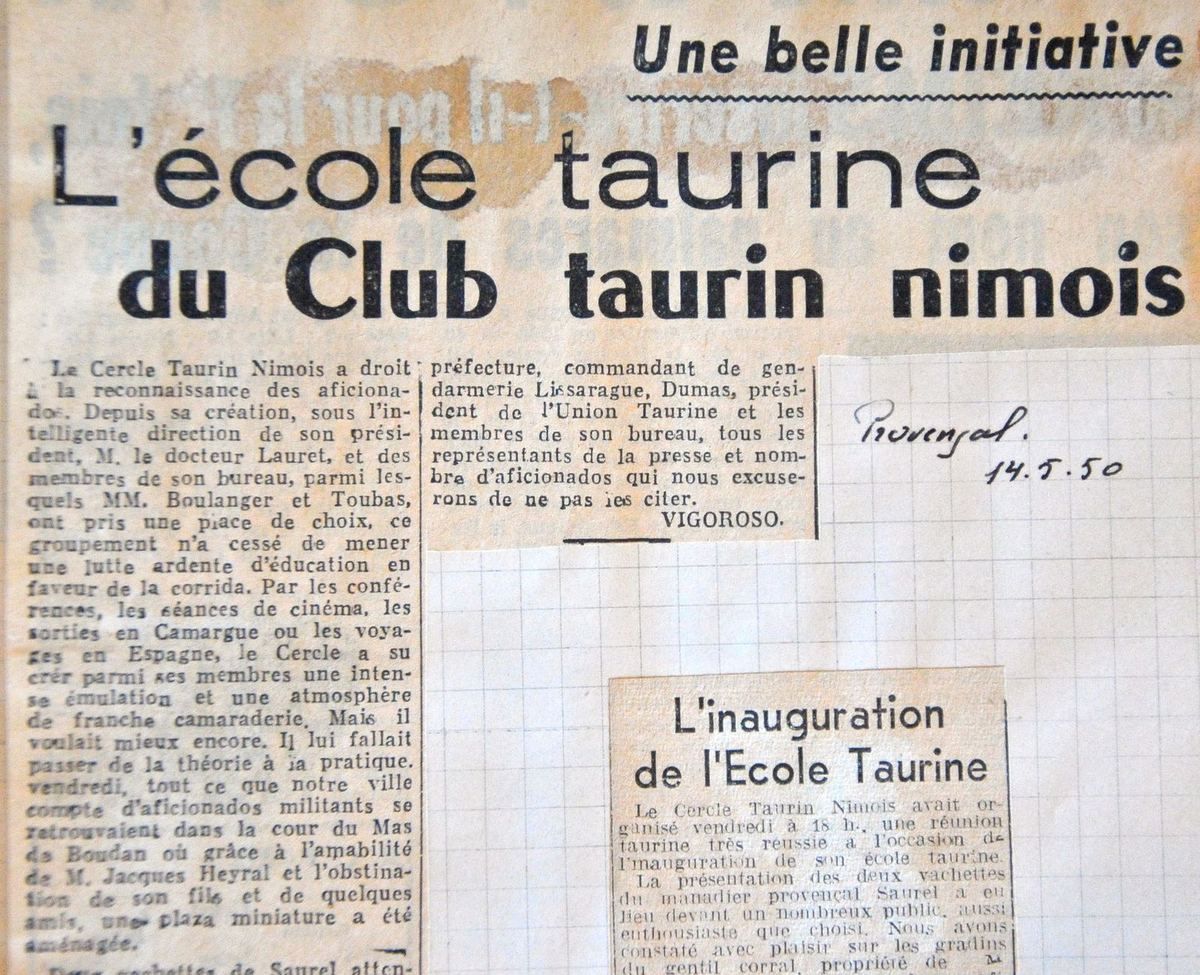 Une belle initiative
L'école taurine
du Club taurin nimois
Le Cercle Taurin Nimois a droit
à la reconnaissance des aficiona-
dos. Depuis sa création, sous l'in-
telligente direction de son prési-
dent, M. le docteur Lauret, et des
membres de son bureau, parmi les-
quels MM. Boulanger et Toubas,
ont pris une place de choix, ce
groupement n'a cessé de mener
une lutte ardente d'éducation en
faveur de la corrida. Par les confé-
rences, les séances de cinéma, les
sorties en Camargue ou les voya-
ges en Espagne, le Cercle a su
crér parmi ses membres une inten-
se émulation et une atmosphère
de franche camaraderie. Mais il
voulait mieux encore. Il lui fallait
passer de la théorie à la pratique.
vendredi, tout ce que notre ville
compte d'aficionados militants se
retrouvaient dans la cour du Mas
de Boudan où grâce à l'amabilité
de M. Jacques Heyral et l'obstina-
tion de son fils et de quelques
amis, une plaza miniature a été
aménagée.
Deux vachettes de Saurel atten-
préfecture, commandant de gen-
darmerie Lissarague, Dumas, prési-
dent de l'Union Taurine et les
membres de son bureau, tous les
représentants de la presse et nom-
bre d'aficionados qui nous excuse-
rons de ne pas les citer.
VIGOROSO.
Provençal.
14.5.50
L'inauguration
de l'Ecole Taurine
Le Cercle Taurin Nimois avait or-
ganisé vendredi à 18 h., une réunion
taurine très réussie à l'occasion de
l'inauguration de son école taurine.
La présentation des deux vachettes
du manadier provençal Saurel a eu
lieu devant un nombreux public, aussi
enthousiaste que choisi. Nous avons
constaté avec plaisir sur les gradins
du gentil corral, propriété de M